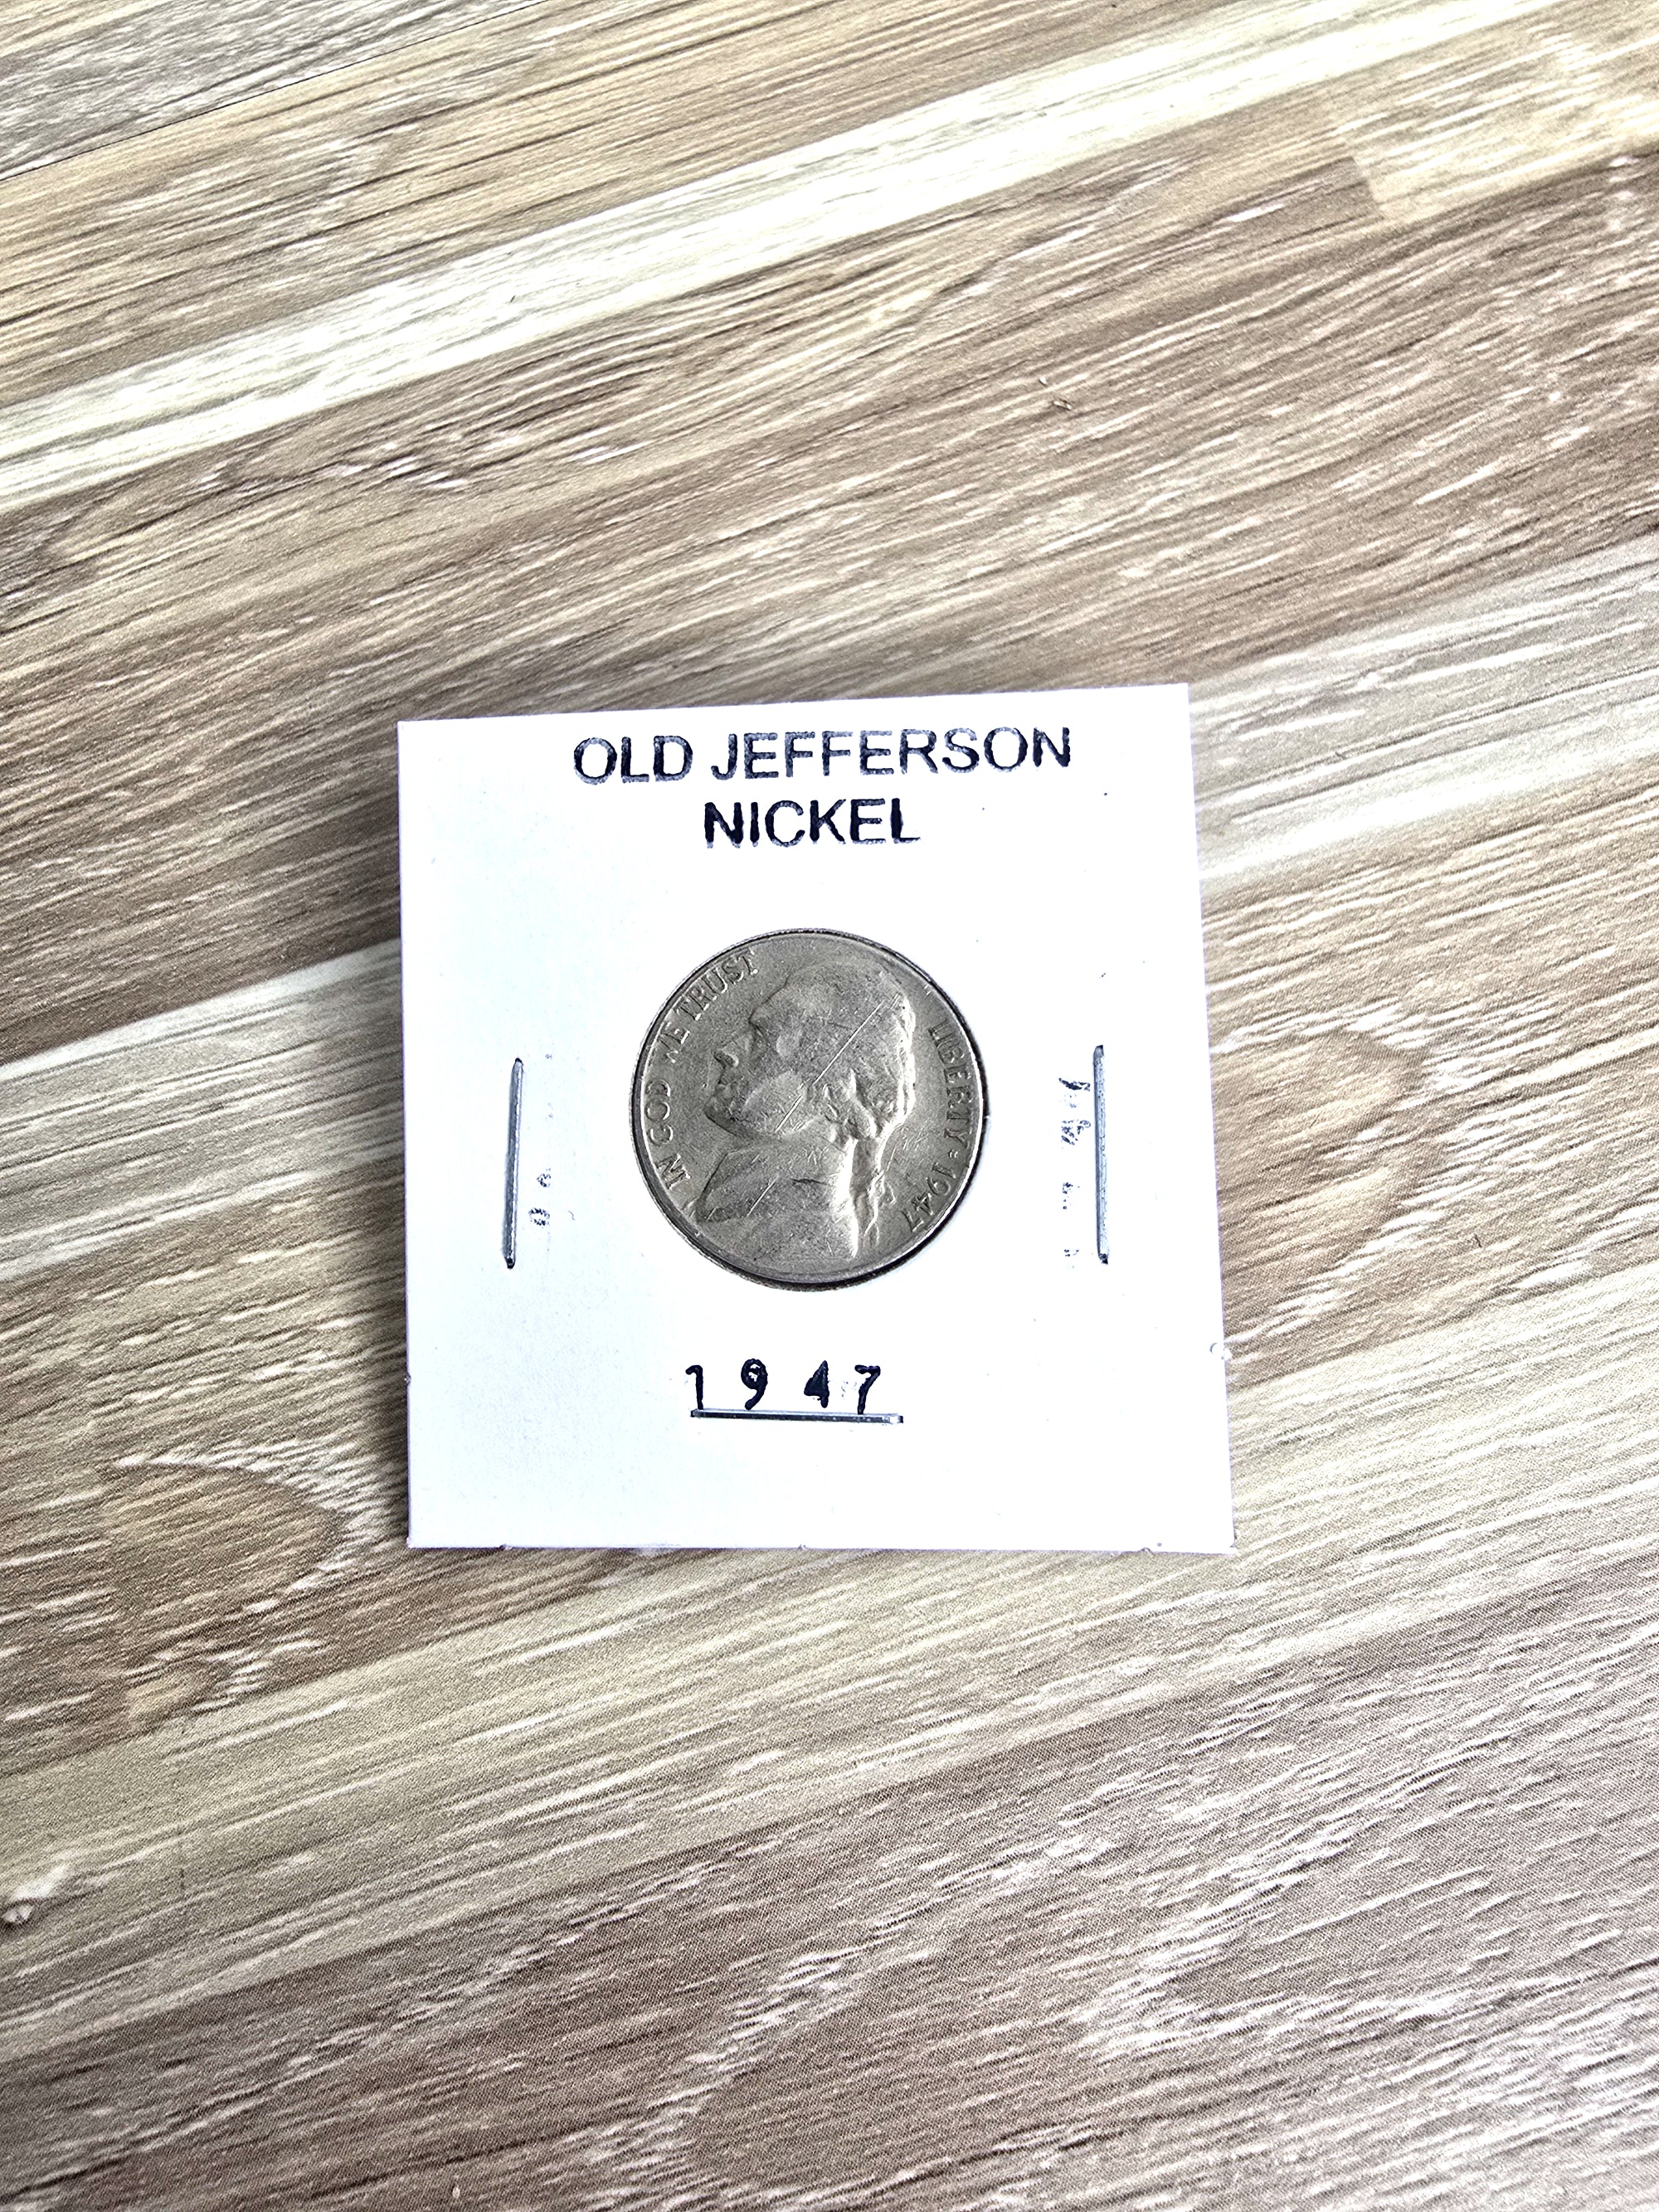 OLD JEFFERSON
NICKEL
IN GOD WE TRUST
LIBERTY * 1947
1947